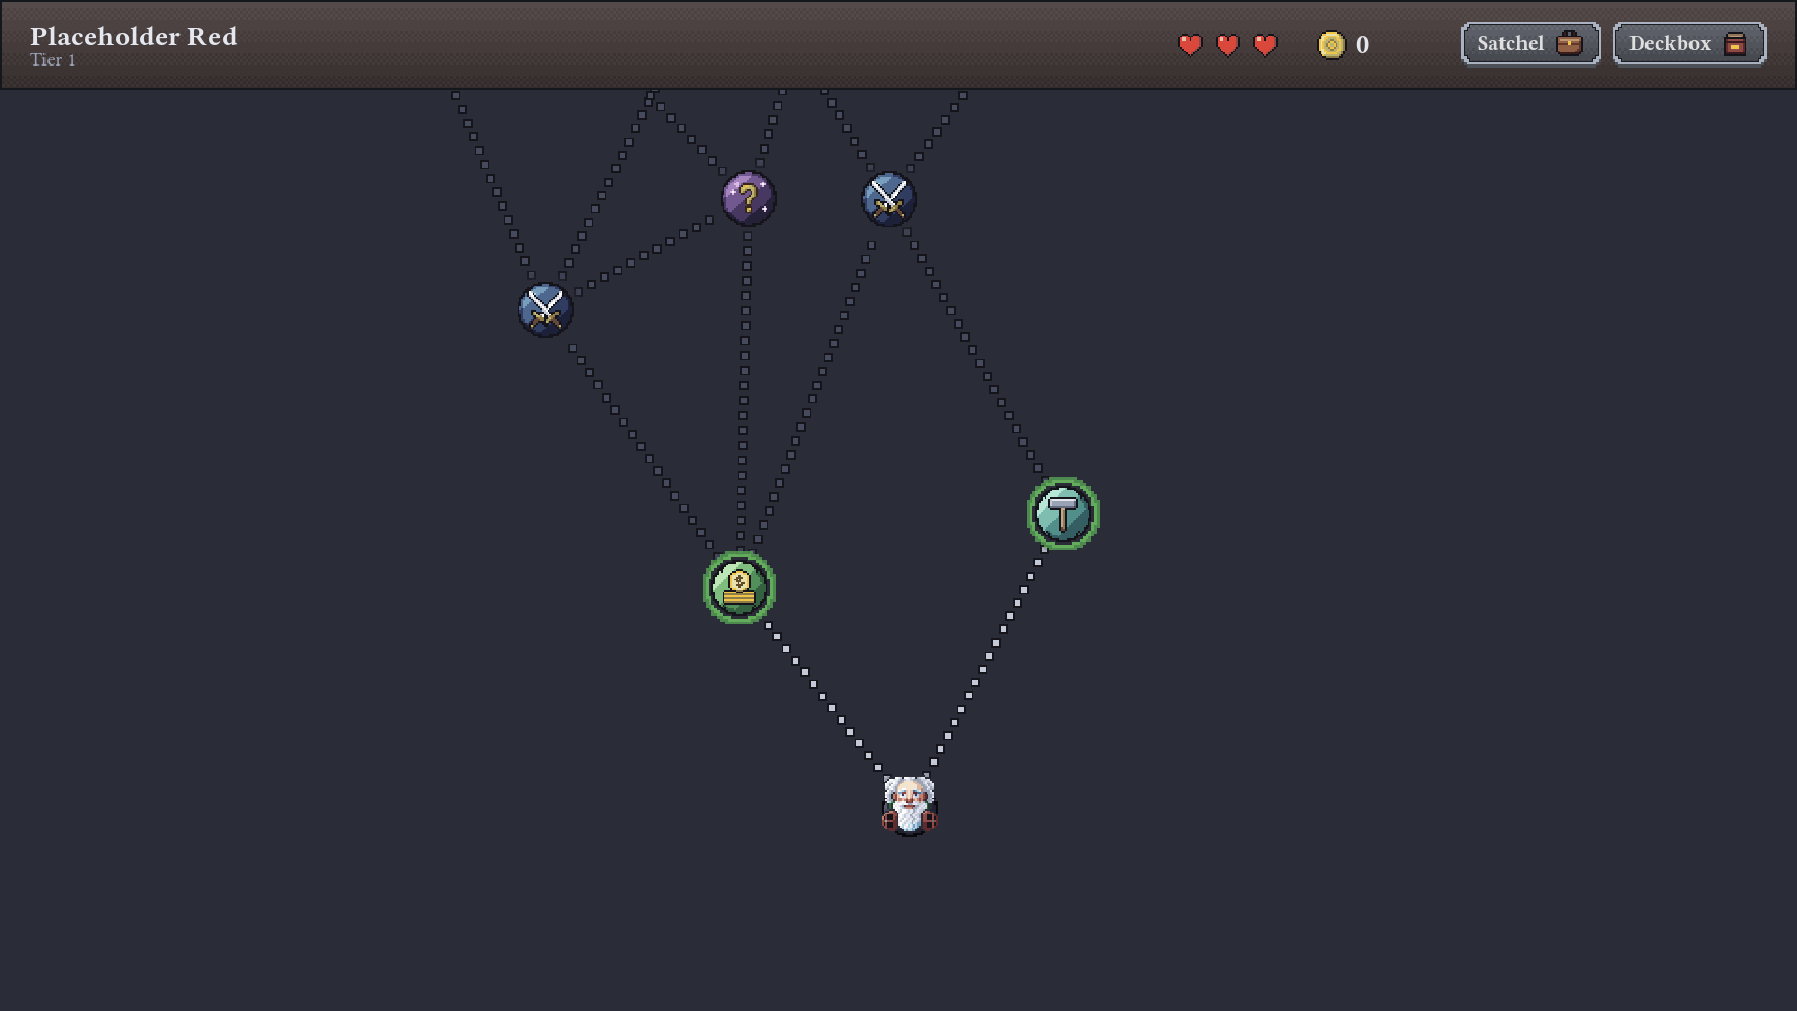 Placeholder Red
Tier 1
0
Satchel
Deckbox
?
$